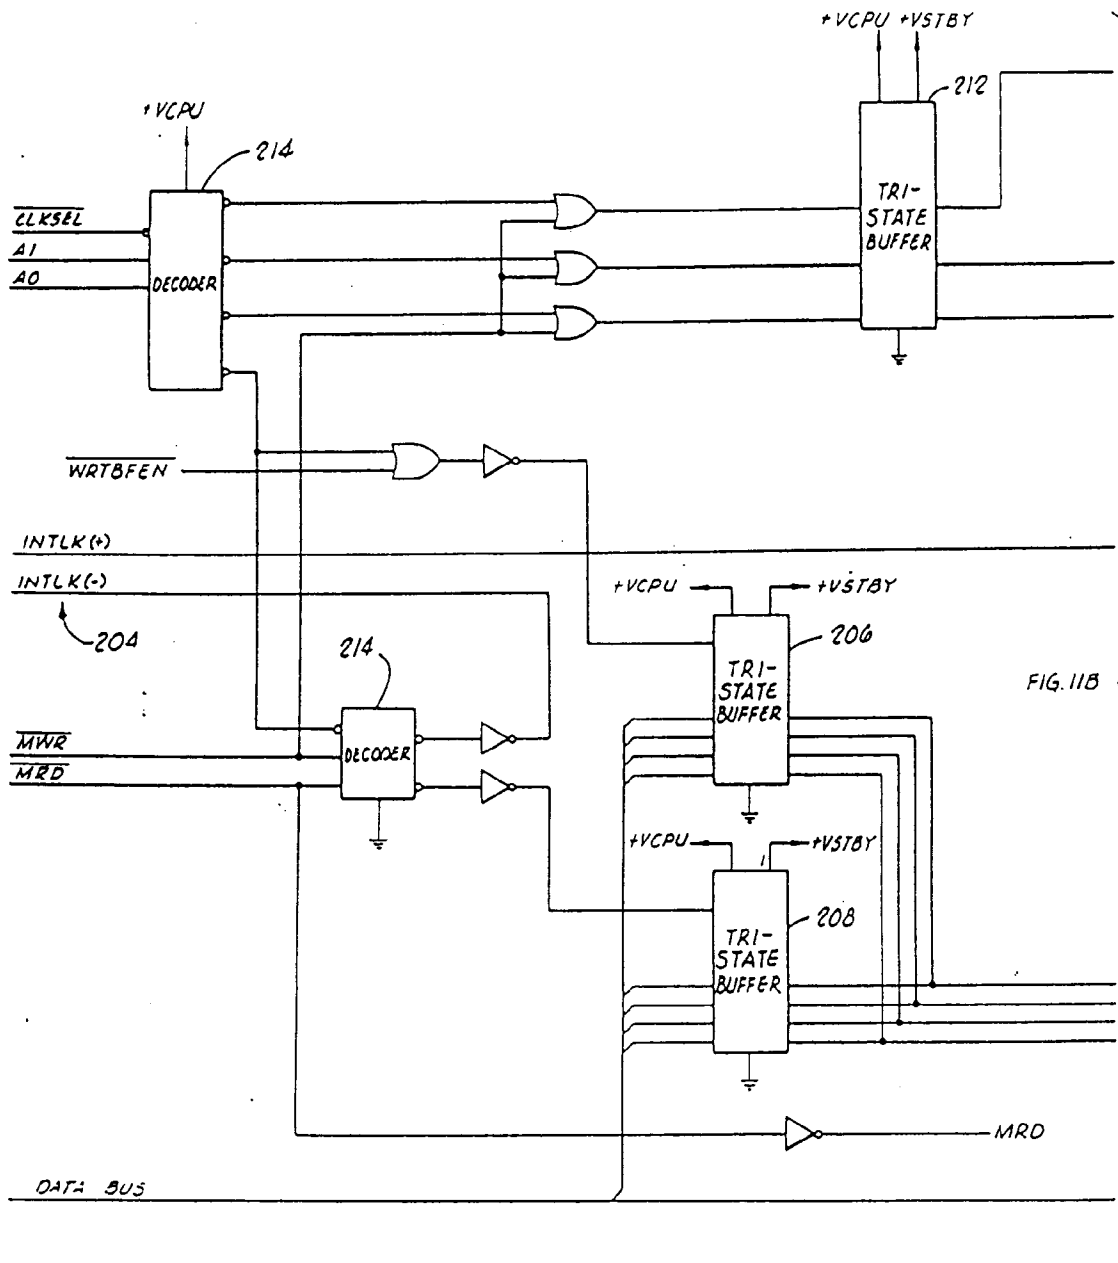 +VCPU +VSTBY
212
+VCPU
214
CLKSEL
A1
A0
DECODER
TRI-
STATE
BUFFER
WRTBFEN
INTLK(+)
INTLK(-)
204
+VCPU
+VSTBY
206
TRI-
STATE
BUFFER
FIG. 11B
214
MWR
MRD
DECODER
+VCPU
+VSTBY
208
TRI-
STATE
BUFFER
MRD
DATA BUS